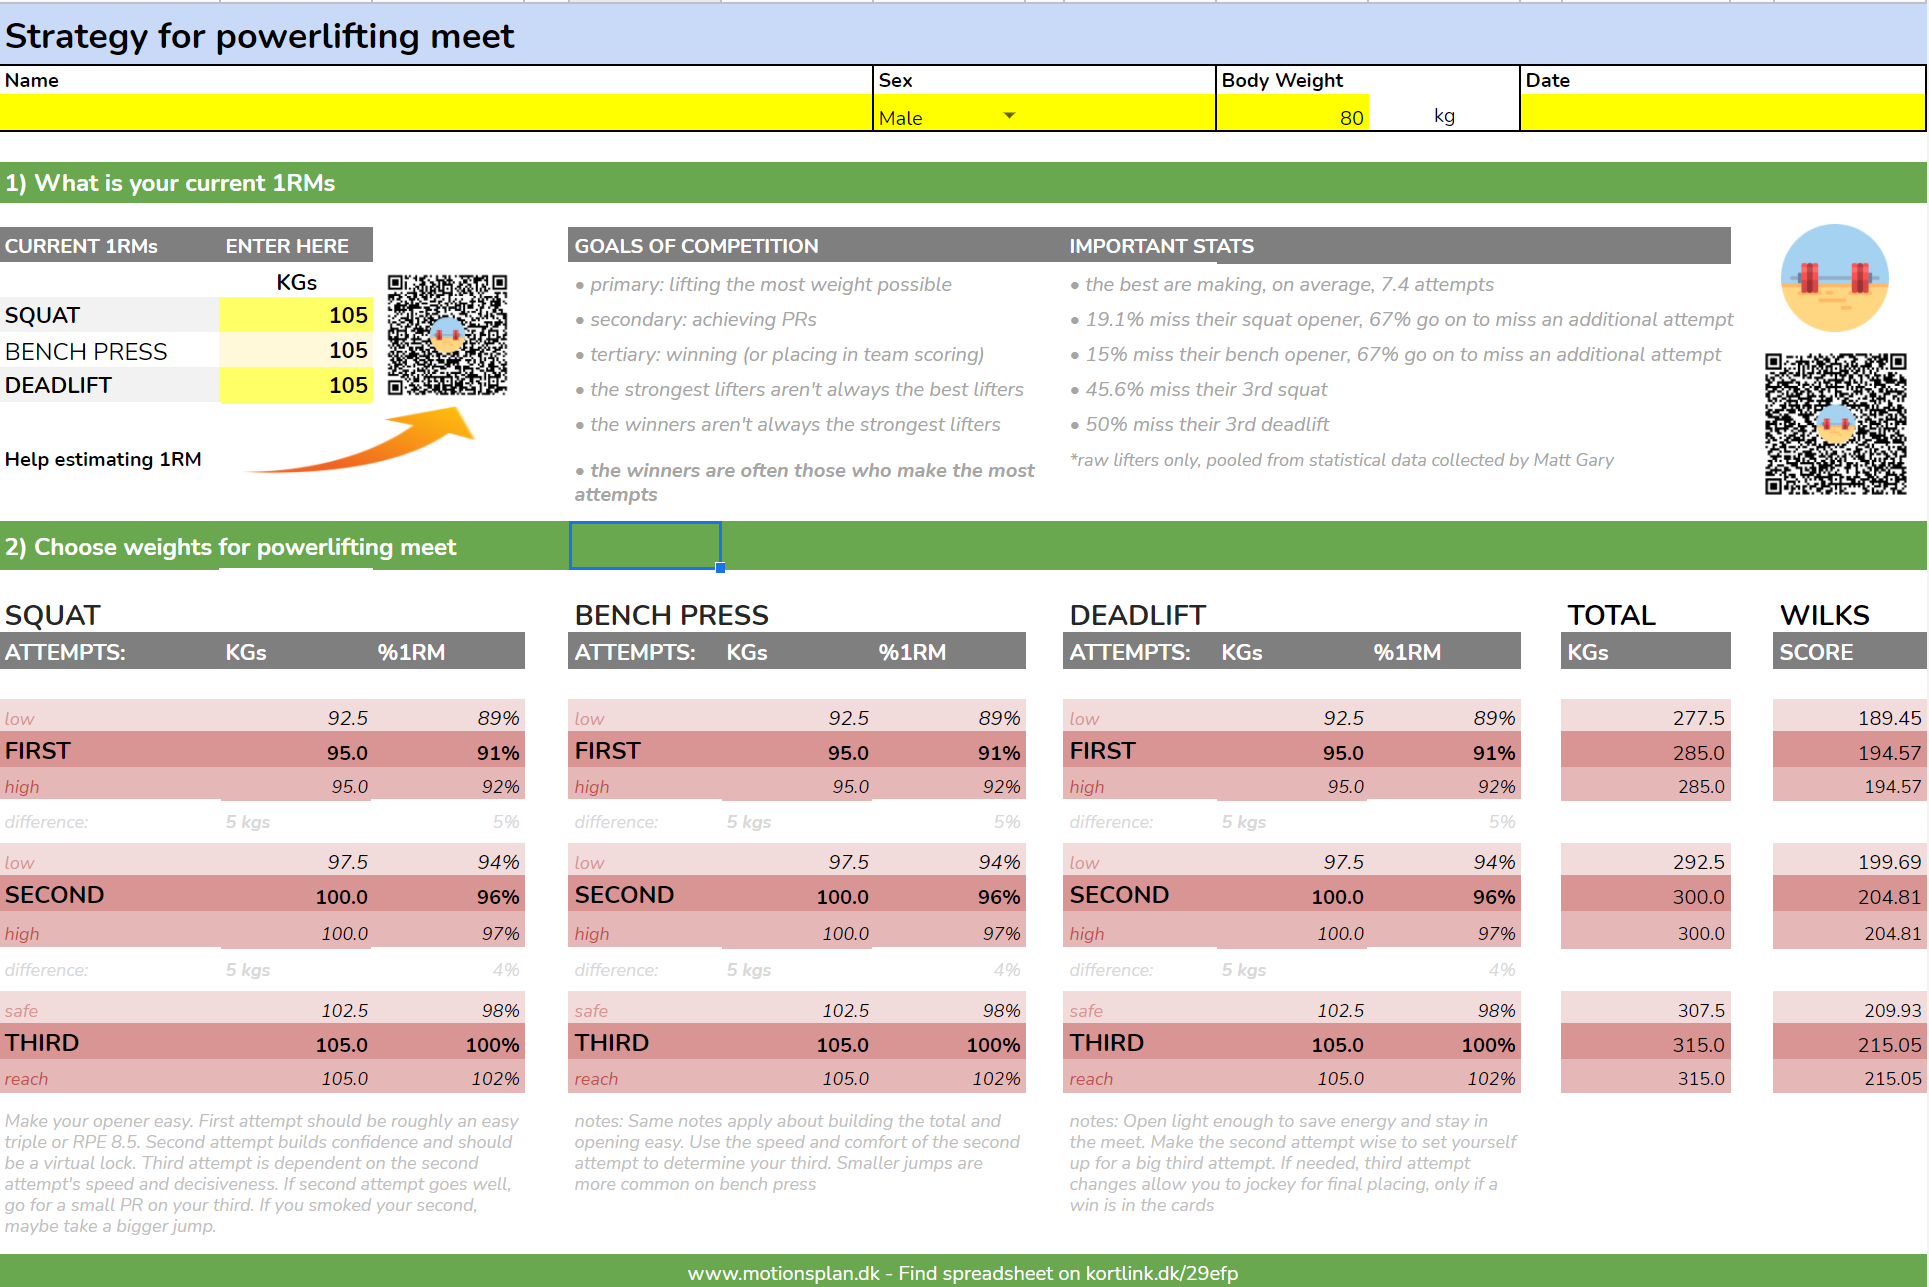 Strategy for powerlifting meet
Name Sex Body Weight Date
Male 80 kg
1) What is your current 1RMs
CURRENT 1RMs ENTER HERE
KGs
SQUAT 105
BENCH PRESS 105
DEADLIFT 105
Help estimating 1RM
GOALS OF COMPETITION
• primary: lifting the most weight possible
• secondary: achieving PRs
• tertiary: winning (or placing in team scoring)
• the strongest lifters aren't always the best lifters
• the winners aren't always the strongest lifters
• the winners are often those who make the most
attempts
IMPORTANT STATS
• the best are making, on average, 7.4 attempts
• 19.1% miss their squat opener, 67% go on to miss an additional attempt
• 15% miss their bench opener, 67% go on to miss an additional attempt
• 45.6% miss their 3rd squat
• 50% miss their 3rd deadlift
*raw lifters only, pooled from statistical data collected by Matt Gary
2) Choose weights for powerlifting meet
SQUAT BENCH PRESS DEADLIFT TOTAL WILKS
ATTEMPTS: KGs %1RM ATTEMPTS: KGs %1RM ATTEMPTS: KGs %1RM KGs SCORE
low 92.5 89% low 92.5 89% low 92.5 89% 277.5 189.45
FIRST 95.0 91% FIRST 95.0 91% FIRST 95.0 91% 285.0 194.57
high 95.0 92% high 95.0 92% high 95.0 92% 285.0 194.57
difference: 5 kgs 5% difference: 5 kgs 5% difference: 5 kgs 5%
low 97.5 94% low 97.5 94% low 97.5 94% 292.5 199.69
SECOND 100.0 96% SECOND 100.0 96% SECOND 100.0 96% 300.0 204.81
high 100.0 97% high 100.0 97% high 100.0 97% 300.0 204.81
difference: 5 kgs 4% difference: 5 kgs 4% difference: 5 kgs 4%
safe 102.5 98% safe 102.5 98% safe 102.5 98% 307.5 209.93
THIRD 105.0 100% THIRD 105.0 100% THIRD 105.0 100% 315.0 215.05
reach 105.0 102% reach 105.0 102% reach 105.0 102% 315.0 215.05
Make your opener easy. First attempt should be roughly an easy
triple or RPE 8.5. Second attempt builds confidence and should
be a virtual lock. Third attempt is dependent on the second
attempt's speed and decisiveness. If second attempt goes well,
go for a small PR on your third. If you smoked your second,
maybe take a bigger jump.
notes: Same notes apply about building the total and
opening easy. Use the speed and comfort of the second
attempt to determine your third. Smaller jumps are
more common on bench press
notes: Open light enough to save energy and stay in
the meet. Make the second attempt wise to set yourself
up for a big third attempt. If needed, third attempt
changes allow you to jockey for final placing, only if a
win is in the cards
www.motionsplan.dk - Find spreadsheet on kortlink.dk/29efp